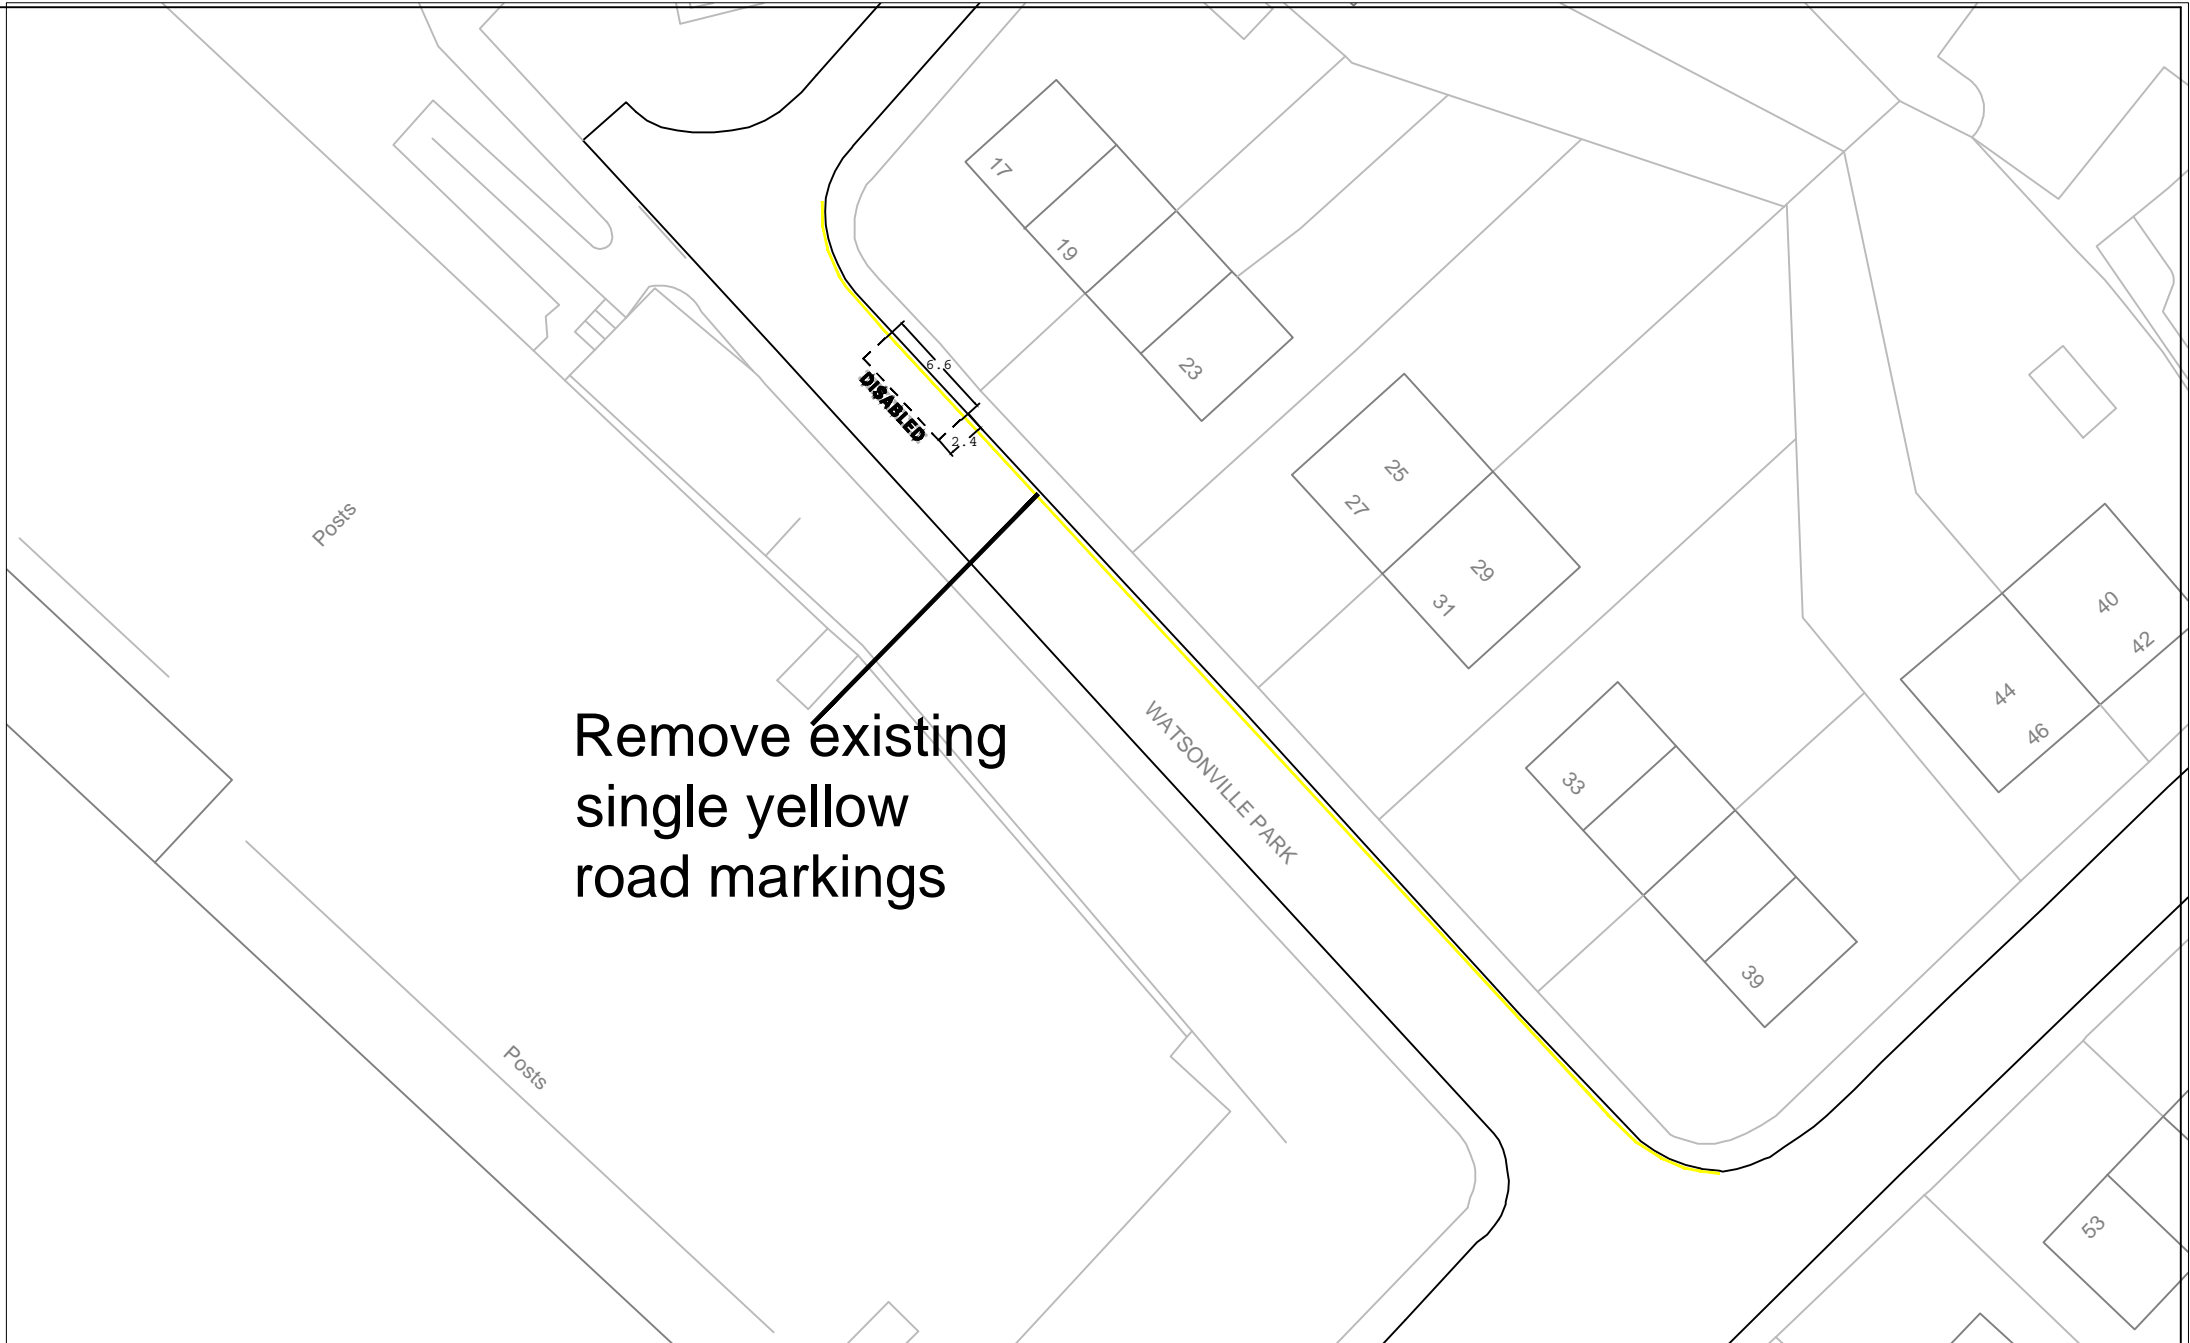 17
19
23
6.6
DISABLED
2.4
25
27
29
31
Posts
40
42
44
46
WATSONVILLE PARK
Remove existing
single yellow
road markings
33
39
Posts
53